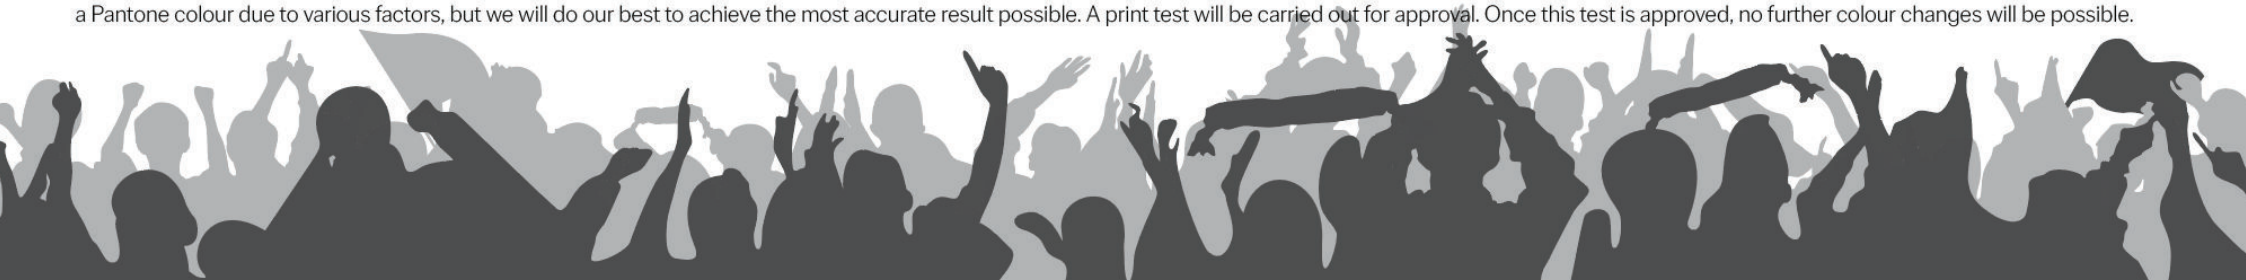 a Pantone colour due to various factors, but we will do our best to achieve the most accurate result possible. A print test will be carried out for approval. Once this test is approved, no further colour changes will be possible.